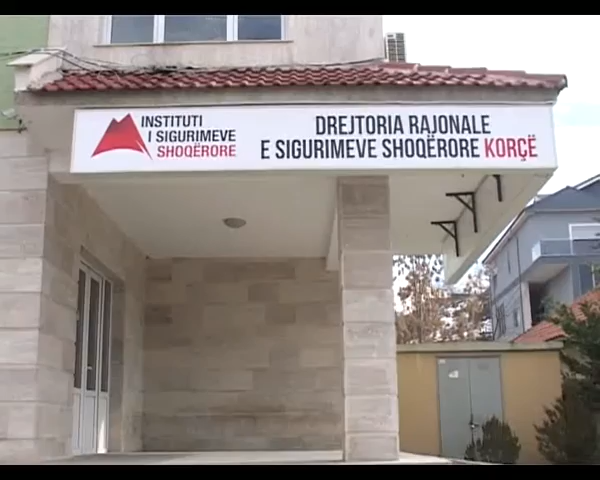 INSTITUTI
I SIGURIMEVE
SHOQËRORE
DREJTORIA RAJONALE
E SIGURIMEVE SHOQËRORE KORÇË